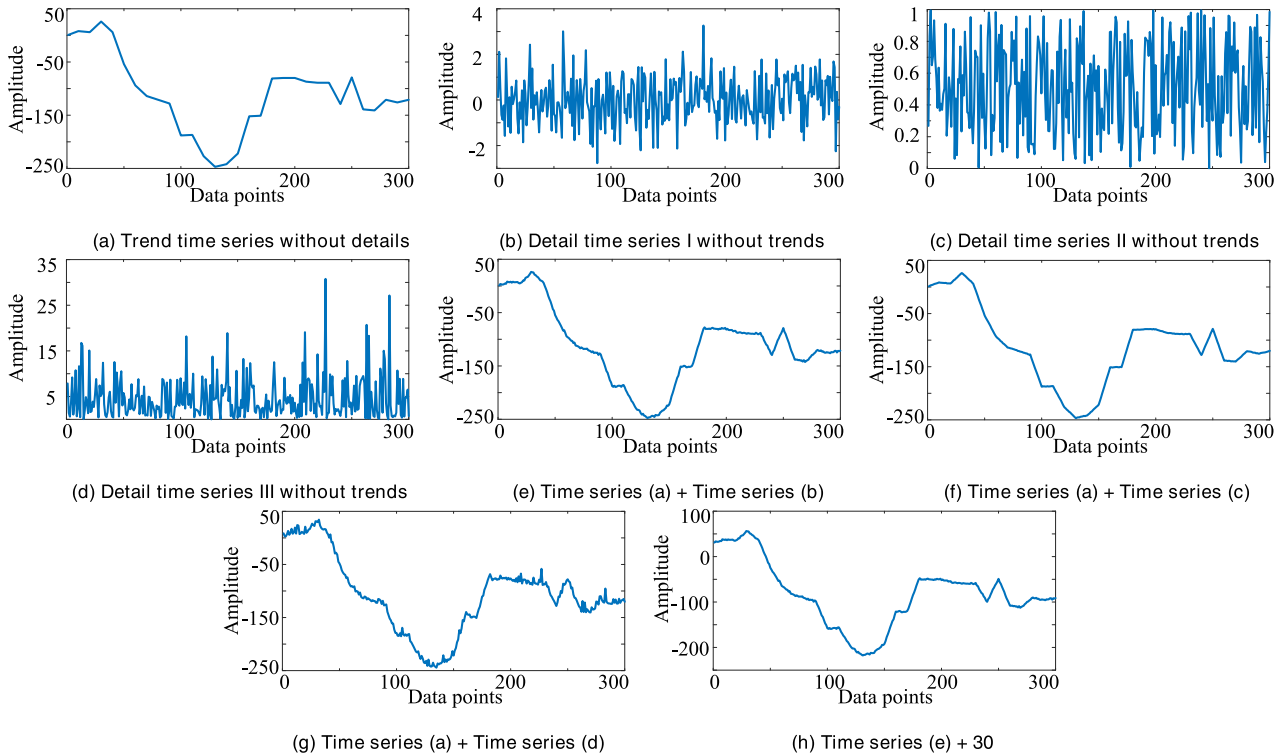 50
-50
-150
-250
Amplitude
0 100 200 300
Data points
(a) Trend time series without details
4
2
0
-2
Amplitude
0 100 200 300
Data points
(b) Detail time series I without trends
1
0.8
0.6
0.4
0.2
0
Amplitude
0 100 200 300
Data points
(c) Detail time series II without trends
35
25
15
5
Amplitude
0 100 200 300
Data points
(d) Detail time series III without trends
50
-50
-150
-250
Amplitude
0 100 200 300
Data points
(e) Time series (a) + Time series (b)
50
-50
-150
-250
Amplitude
0 100 200 300
Data points
(f) Time series (a) + Time series (c)
50
-50
-150
-250
Amplitude
0 100 200 300
Data points
(g) Time series (a) + Time series (d)
100
0
-100
-200
Amplitude
0 100 200 300
Data points
(h) Time series (e) + 30